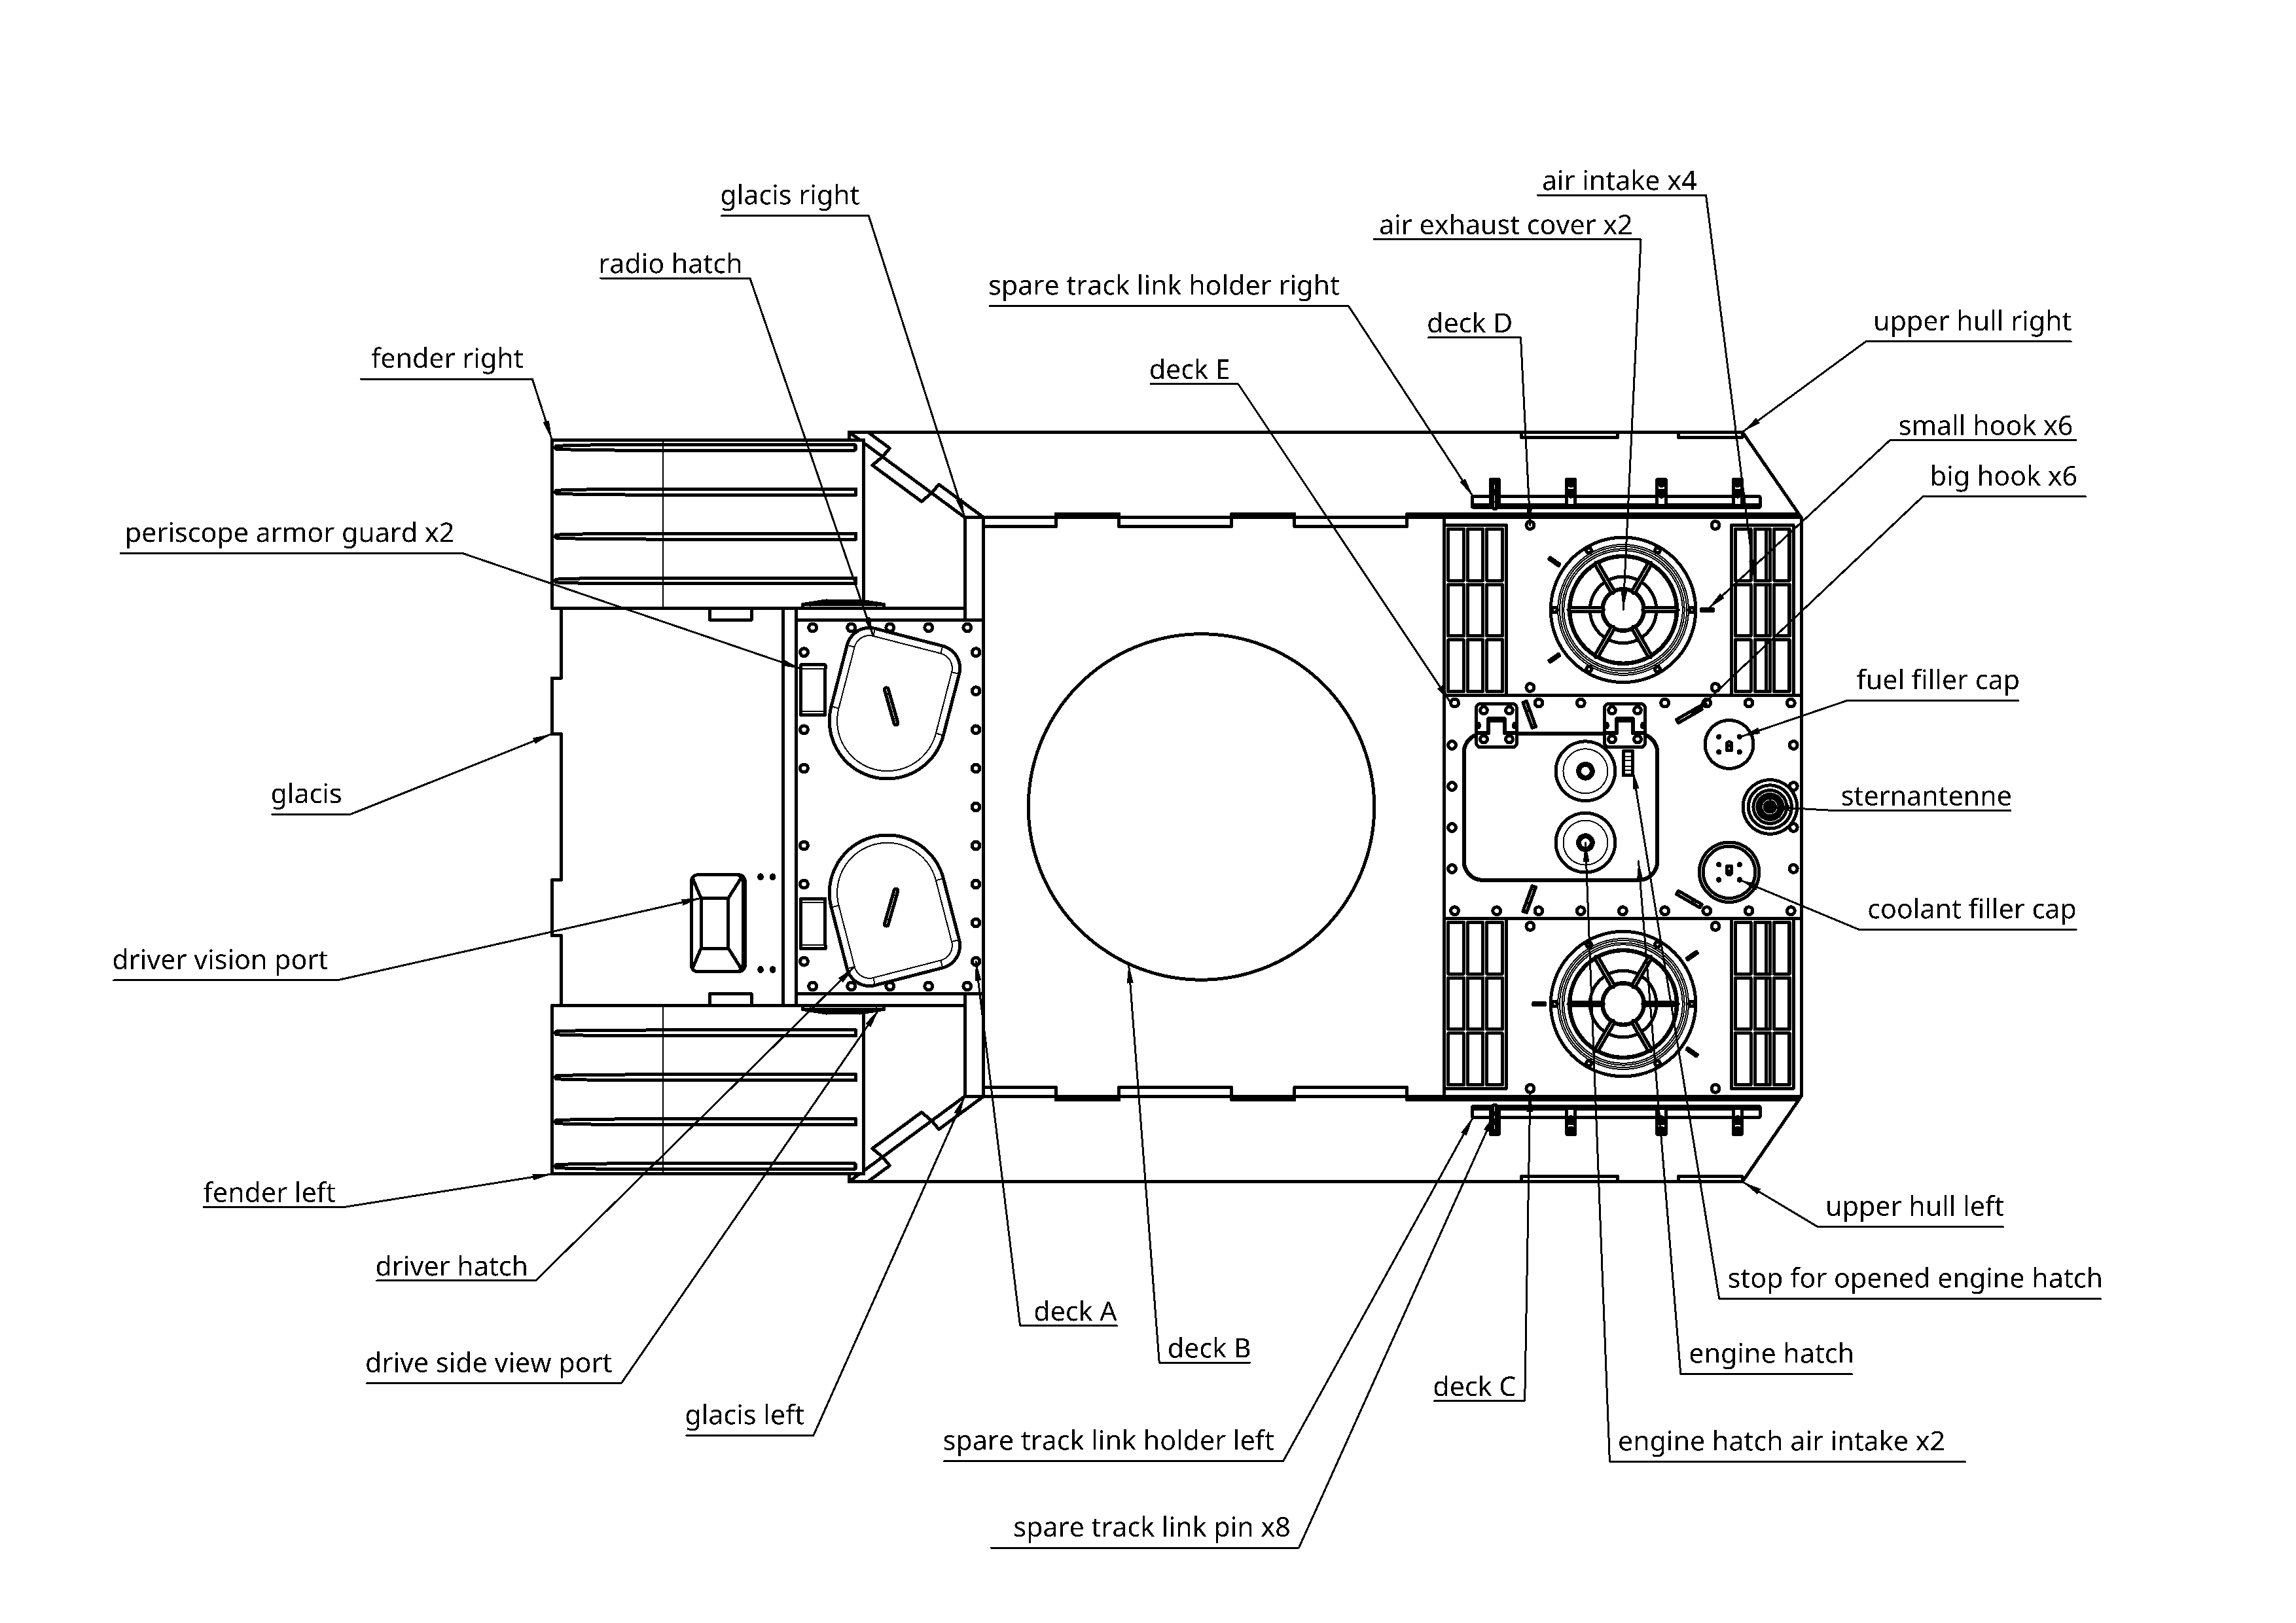 air intake x4
glacis right
air exhaust cover x2
radio hatch
spare track link holder right
upper hull right
deck D
fender right
deck E
small hook x6
big hook x6
periscope armor guard x2
fuel filler cap
glacis
sternantenne
coolant filler cap
driver vision port
fender left
upper hull left
driver hatch
stop for opened engine hatch
deck A
deck B
engine hatch
drive side view port
deck C
glacis left
spare track link holder left
engine hatch air intake x2
spare track link pin x8